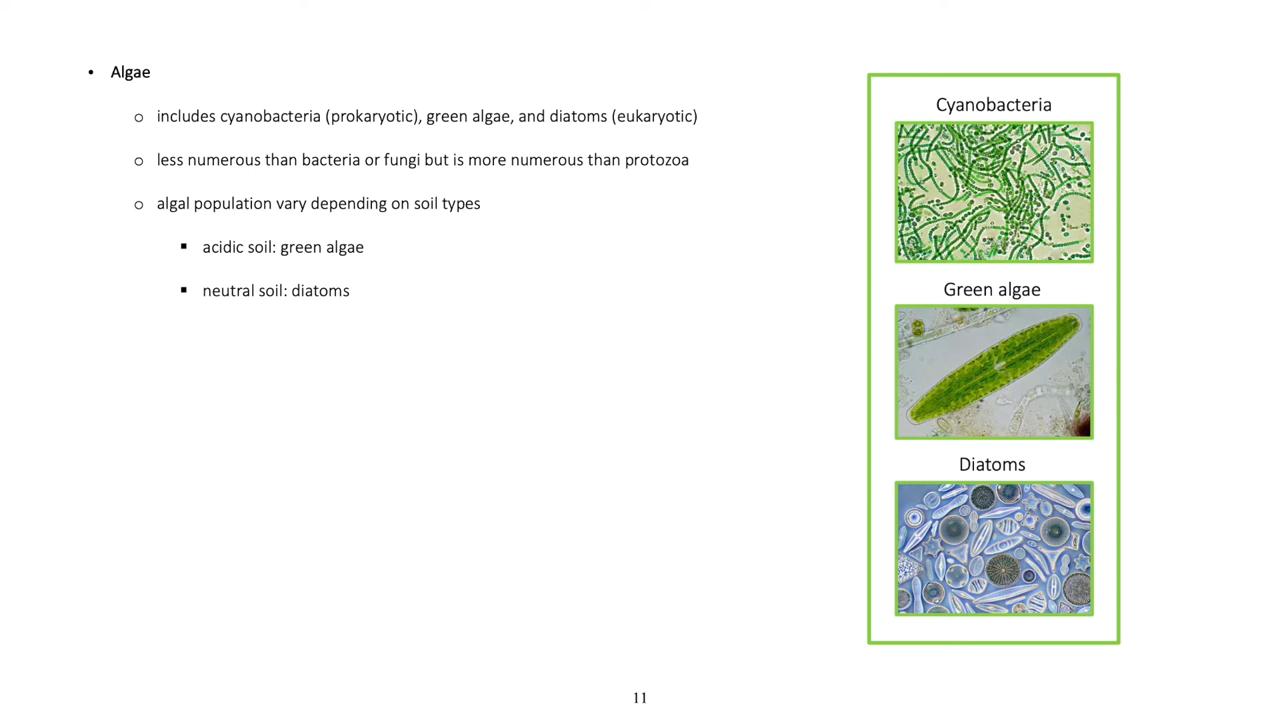 • Algae
o includes cyanobacteria (prokaryotic), green algae, and diatoms (eukaryotic)
o less numerous than bacteria or fungi but is more numerous than protozoa
o algal population vary depending on soil types
▪ acidic soil: green algae
▪ neutral soil: diatoms
Cyanobacteria
Green algae
Diatoms
11